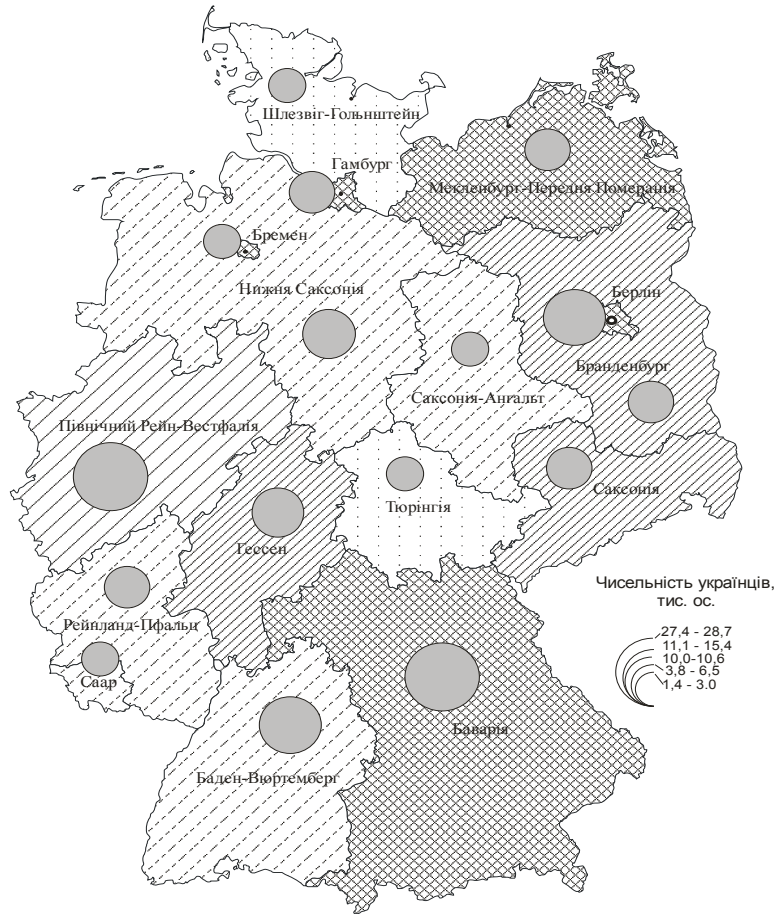 Шлезвіг-Гольнштейн
Гамбург
Мекленбург-Передня Померанія
Бремен
Нижня Саксонія
Берлін
Бранденбург
Саксонія-Ангальт
Північний Рейн-Вестфалія
Саксонія
Тюрінгія
Гессен
Чисельність українців,
тис. ос.
27,4 - 28,7
11,1 - 15,4
10,0-10,6
3,8 - 6,5
1,4 - 3.0
Рейнланд-Пфальц
Саар
Баварія
Баден-Вюртемберг